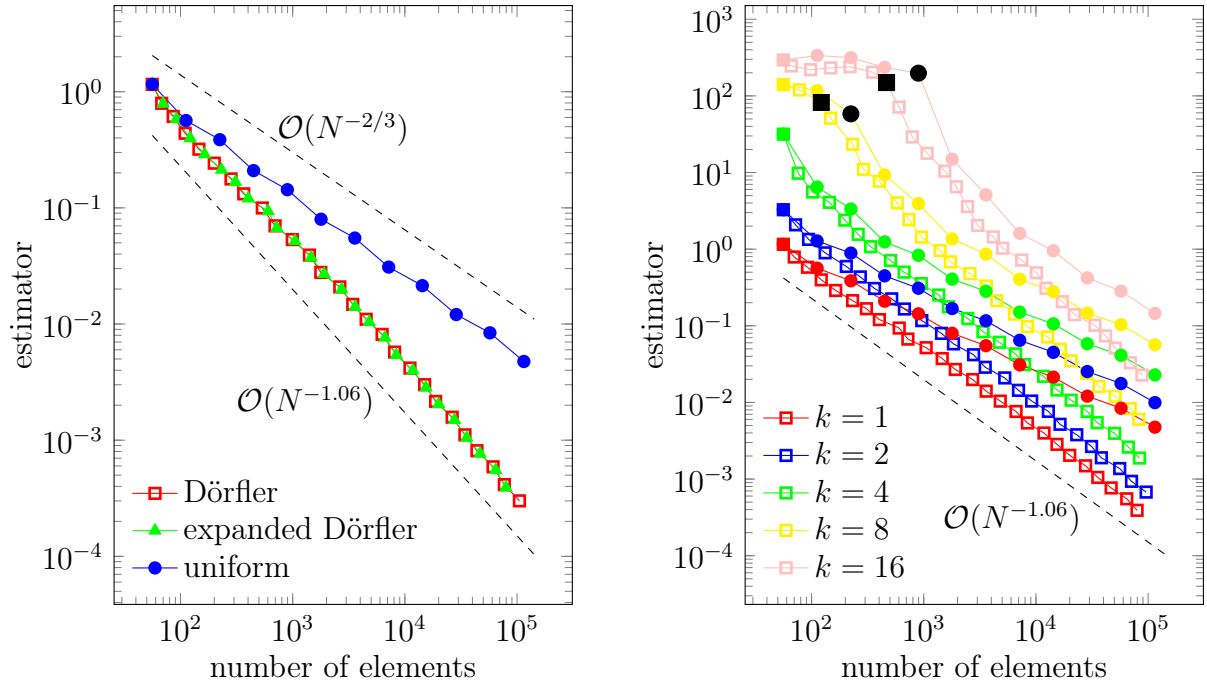 10^0
10^{-1}
10^{-2}
10^{-3}
10^{-4}
estimator
\mathcal{O}(N^{-2/3})
\mathcal{O}(N^{-1.06})
Dörfler
expanded Dörfler
uniform
10^2
10^3
10^4
10^5
number of elements
10^3
10^2
10^1
10^0
10^{-1}
10^{-2}
10^{-3}
10^{-4}
estimator
k = 1
k = 2
k = 4
k = 8
k = 16
\mathcal{O}(N^{-1.06})
10^2
10^3
10^4
10^5
number of elements